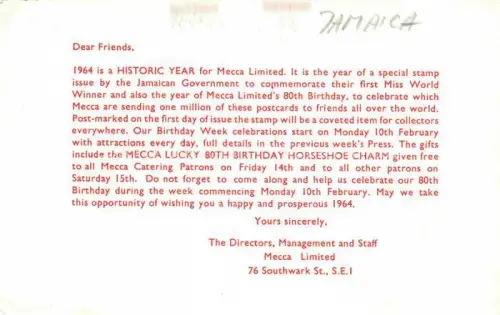 JAMAICA
Dear Friends,
1964 is a HISTORIC YEAR for Mecca Limited. It is the year of a special stamp
issue by the Jamaican Government to conmemorate their first Miss World
Winner and also the year of Mecca Limited's 80th Birthday, to celebrate which
Mecca are sending one million of these postcards to friends all over the world.
Post-marked on the first day of issue the stamp will be a coveted item for collectors
everywhere. Our Birthday Week celebrations start on Monday 10th February
with attractions every day, full details in the previous week's Press. The gifts
include the MECCA LUCKY 80TH BIRTHDAY HORSESHOE CHARM given free
to all Mecca Catering Patrons on Friday 14th and to all other patrons on
Saturday 15th. Do not forget to come along and help us celebrate our 80th
Birthday during the week commencing Monday 10th February. May we take
this opportunity of wishing you a happy and prosperous 1964.
Yours sincerely,
The Directors, Management and Staff
Mecca Limited
76 Southwark St., S.E.1